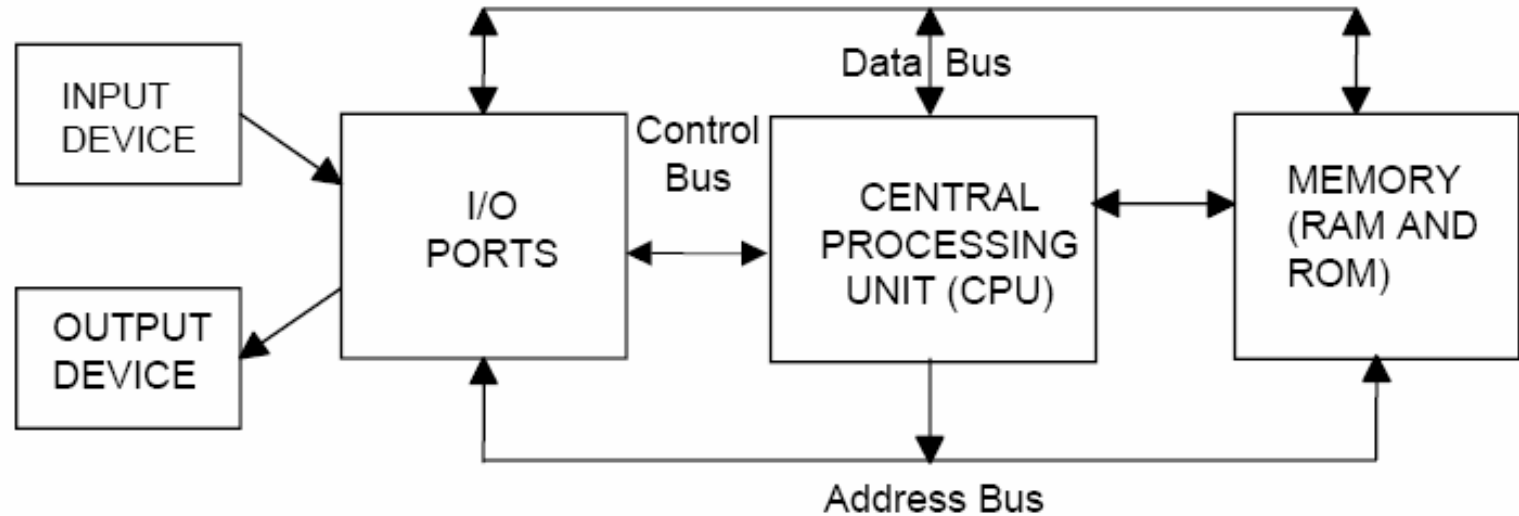 INPUT
DEVICE
OUTPUT
DEVICE
I/O
PORTS
Control
Bus
Data Bus
CENTRAL
PROCESSING
UNIT (CPU)
MEMORY
(RAM AND
ROM)
Address Bus